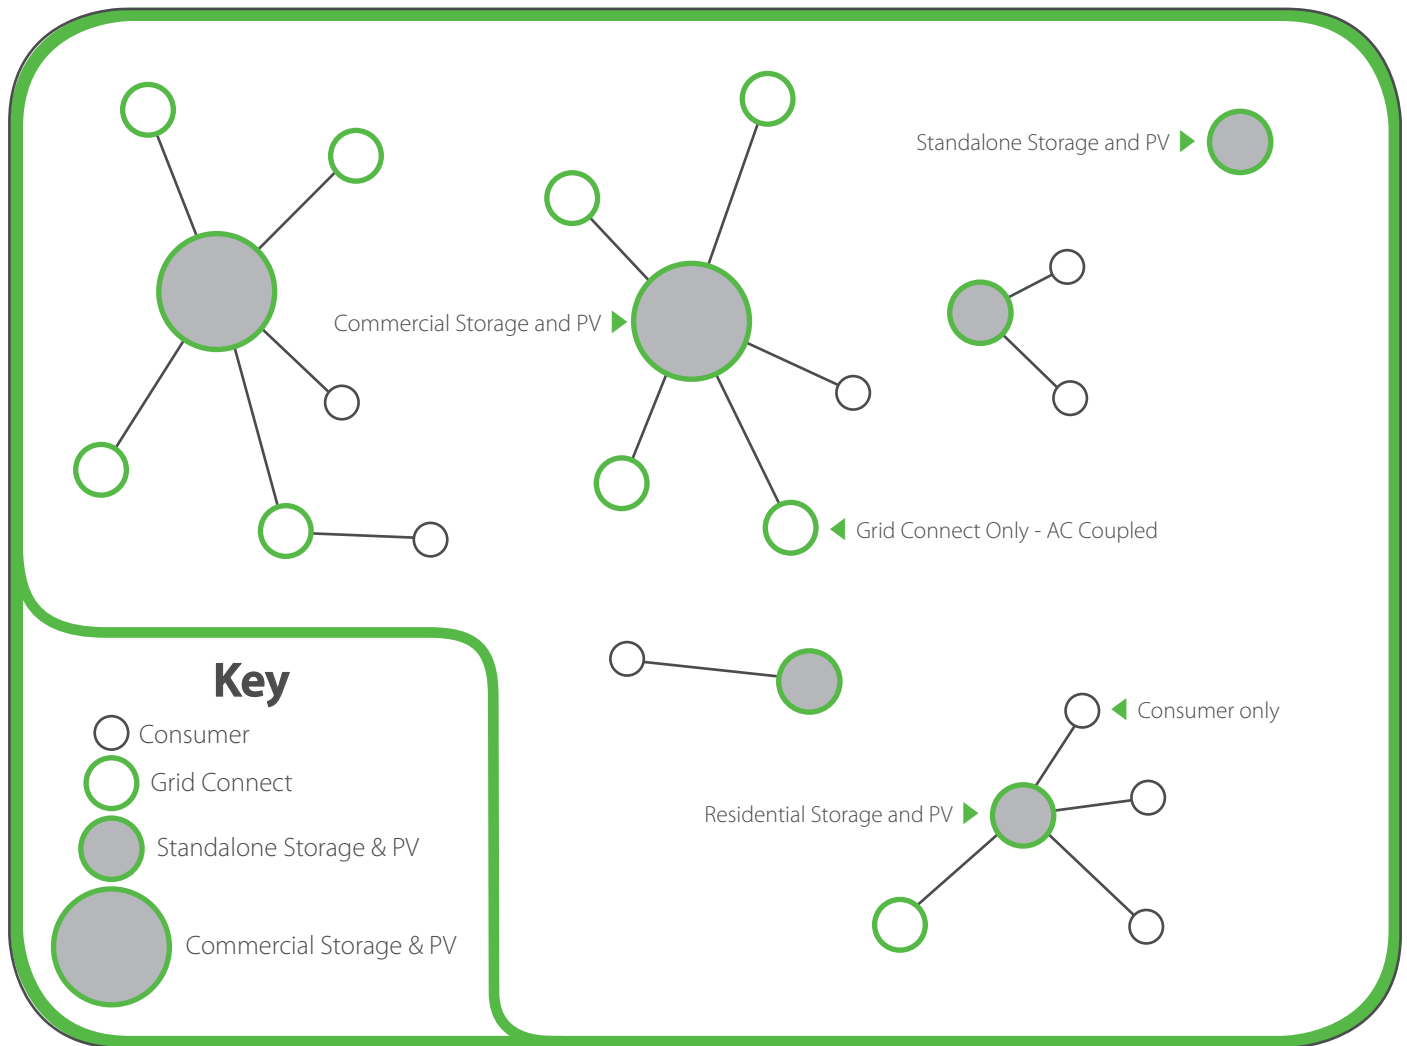 Standalone Storage and PV
Commercial Storage and PV
Grid Connect Only - AC Coupled
Consumer only
Residential Storage and PV
Key
Consumer
Grid Connect
Standalone Storage & PV
Commercial Storage & PV